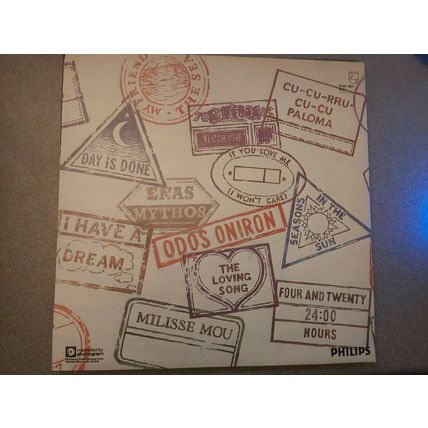 MY FRIEND
THE SEA
CU-CU-RRU-
CU-CU
PALOMA
DAY IS DONE
IF YOU LOVE ME
(I WON'T CARE)
ENAS
MYTHOS
SEASONS
IN THE
SUN
I HAVE A
DREAM
ODOS ONIRON
THE
LOVING
SONG
FOUR AND TWENTY
24:00
HOURS
MILISSE MOU
PHILIPS
phonogram